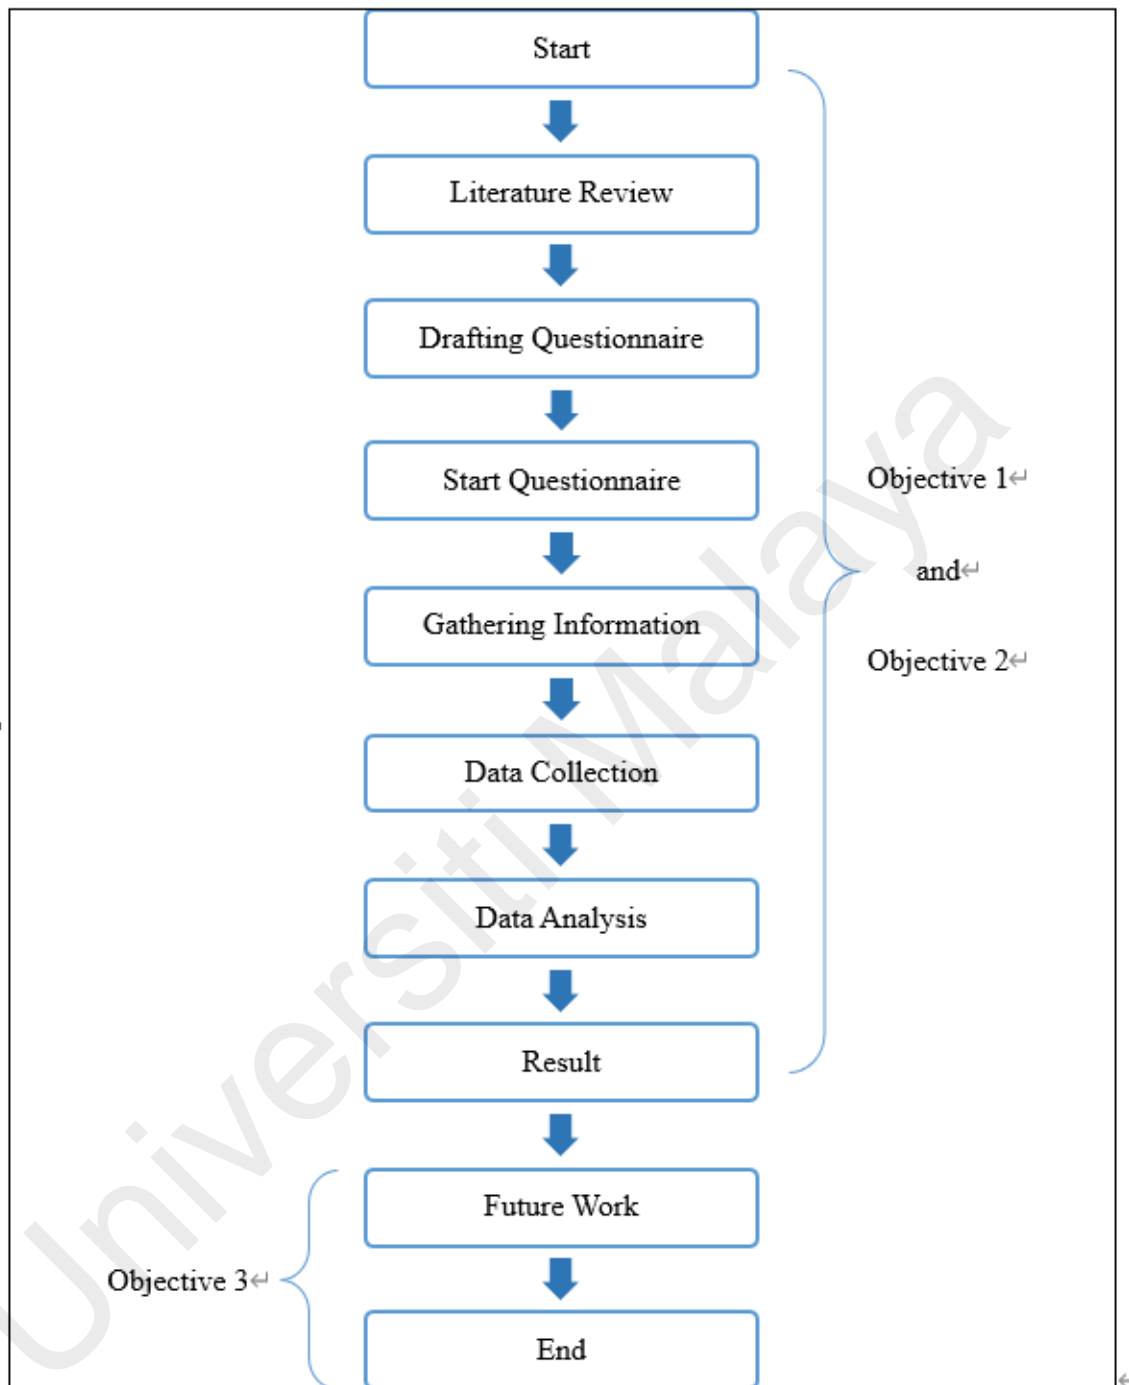 Start
Literature Review
Drafting Questionnaire
Start Questionnaire
Objective 1↵
Gathering Information
and↵
Objective 2↵
Data Collection
Data Analysis
Result
Future Work
Objective 3↵
End
Universiti Malaya